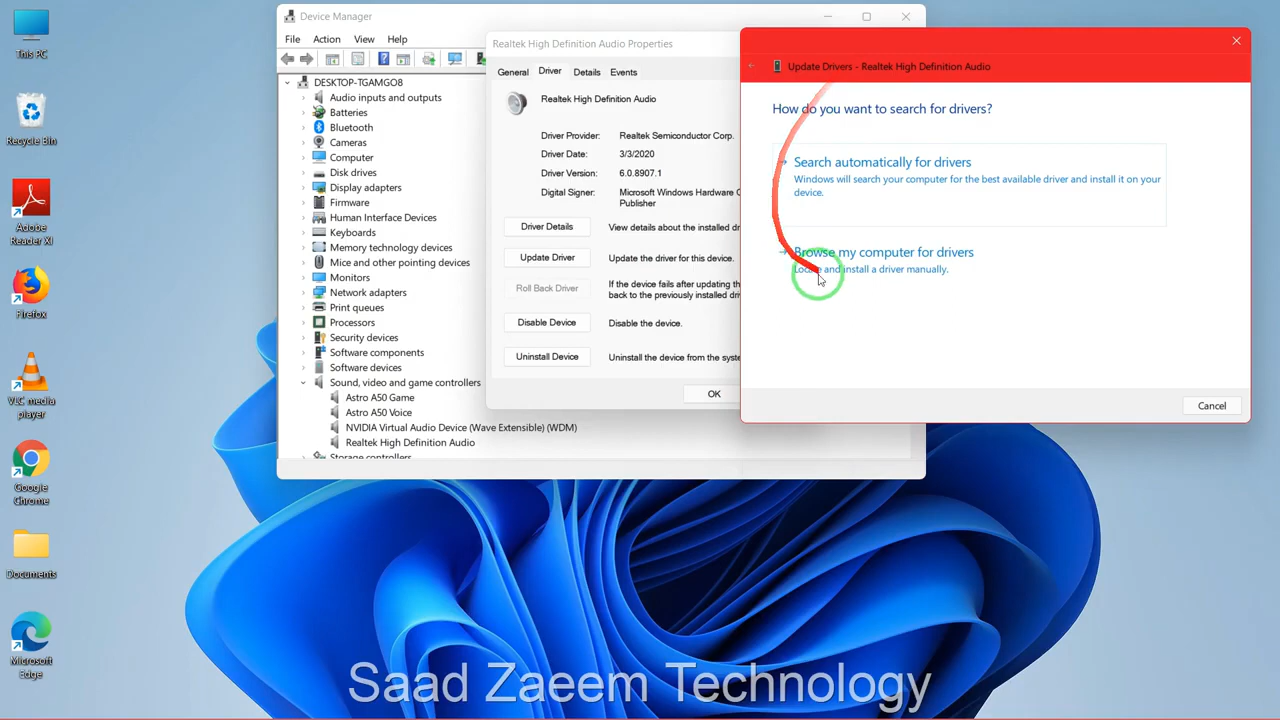 This PC
Recycle Bin
Adobe
Reader XI
Firefox
VLC media
player
Google
Chrome
Documents
Microsoft
Edge
Device Manager
File Action View Help
DESKTOP-TGAMGO8
Audio inputs and outputs
Batteries
Bluetooth
Cameras
Computer
Disk drives
Display adapters
Firmware
Human Interface Devices
Keyboards
Memory technology devices
Mice and other pointing devices
Monitors
Network adapters
Print queues
Processors
Security devices
Software components
Software devices
Sound, video and game controllers
Astro A50 Game
Astro A50 Voice
NVIDIA Virtual Audio Device (Wave Extensible) (WDM)
Realtek High Definition Audio
Storage controllers
Realtek High Definition Audio Properties
General Driver Details Events
Realtek High Definition Audio
Driver Provider: Realtek Semiconductor Corp.
Driver Date: 3/3/2020
Driver Version: 6.0.8907.1
Digital Signer: Microsoft Windows Hardware
Publisher
Driver Details View details about the installed
Update Driver Update the driver for this device.
Roll Back Driver If the device fails after updating the
back to the previously installed
Disable Device Disable the device.
Uninstall Device Uninstall the device from the
OK
Update Drivers - Realtek High Definition Audio
How do you want to search for drivers?
Search automatically for drivers
Windows will search your computer for the best available driver and install it on your
device.
Browse my computer for drivers
Locate and install a driver manually.
Cancel
Saad Zaeem Technology